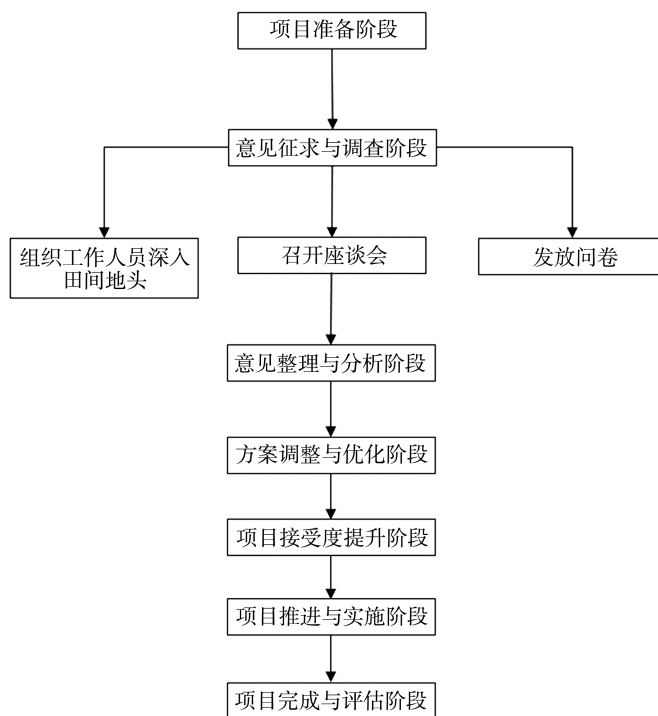 项目准备阶段
意见征求与调查阶段
组织工作人员深入
田间地头
召开座谈会
发放问卷
意见整理与分析阶段
方案调整与优化阶段
项目接受度提升阶段
项目推进与实施阶段
项目完成与评估阶段